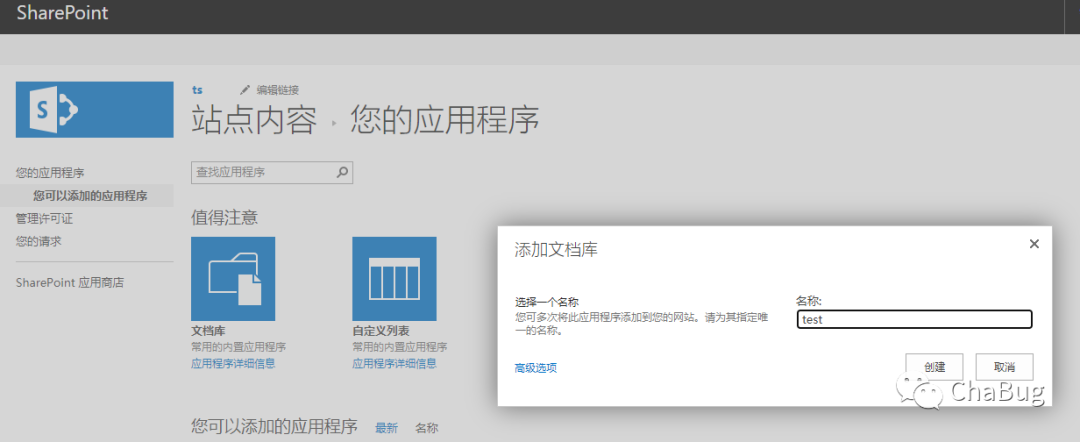 SharePoint
S
ts 编辑链接
站点内容 ▸ 您的应用程序
您的应用程序
您可以添加的应用程序
管理许可证
您的请求
SharePoint 应用商店
查找应用程序
值得注意
文档库
常用的内置应用程序
应用程序详细信息
自定义列表
常用的内置应用程序
应用程序详细信息
您可以添加的应用程序 最新 名称
添加文档库
选择一个名称
您可多次将此应用程序添加到您的网站。请为其指定唯
一的名称。
名称:
test
高级选项
创建 取消
ChaBug